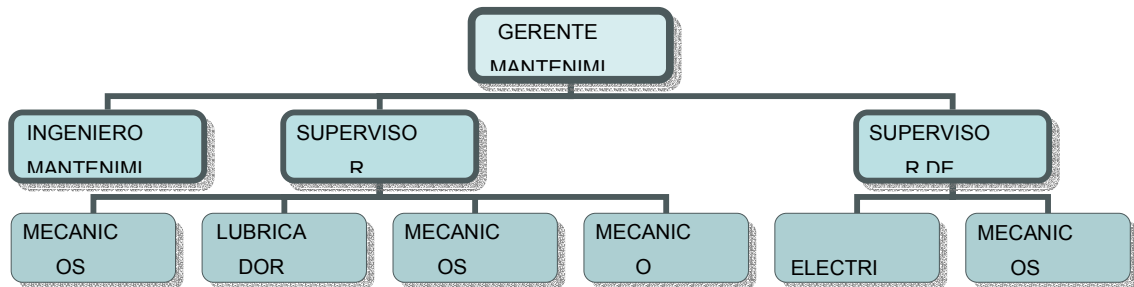 GERENTE
MANTENIMI
INGENIERO
MANTENIMI
SUPERVISO
R
SUPERVISO
R DE
MECANIC
OS
LUBRICA
DOR
MECANIC
OS
MECANIC
O
ELECTRI
MECANIC
OS